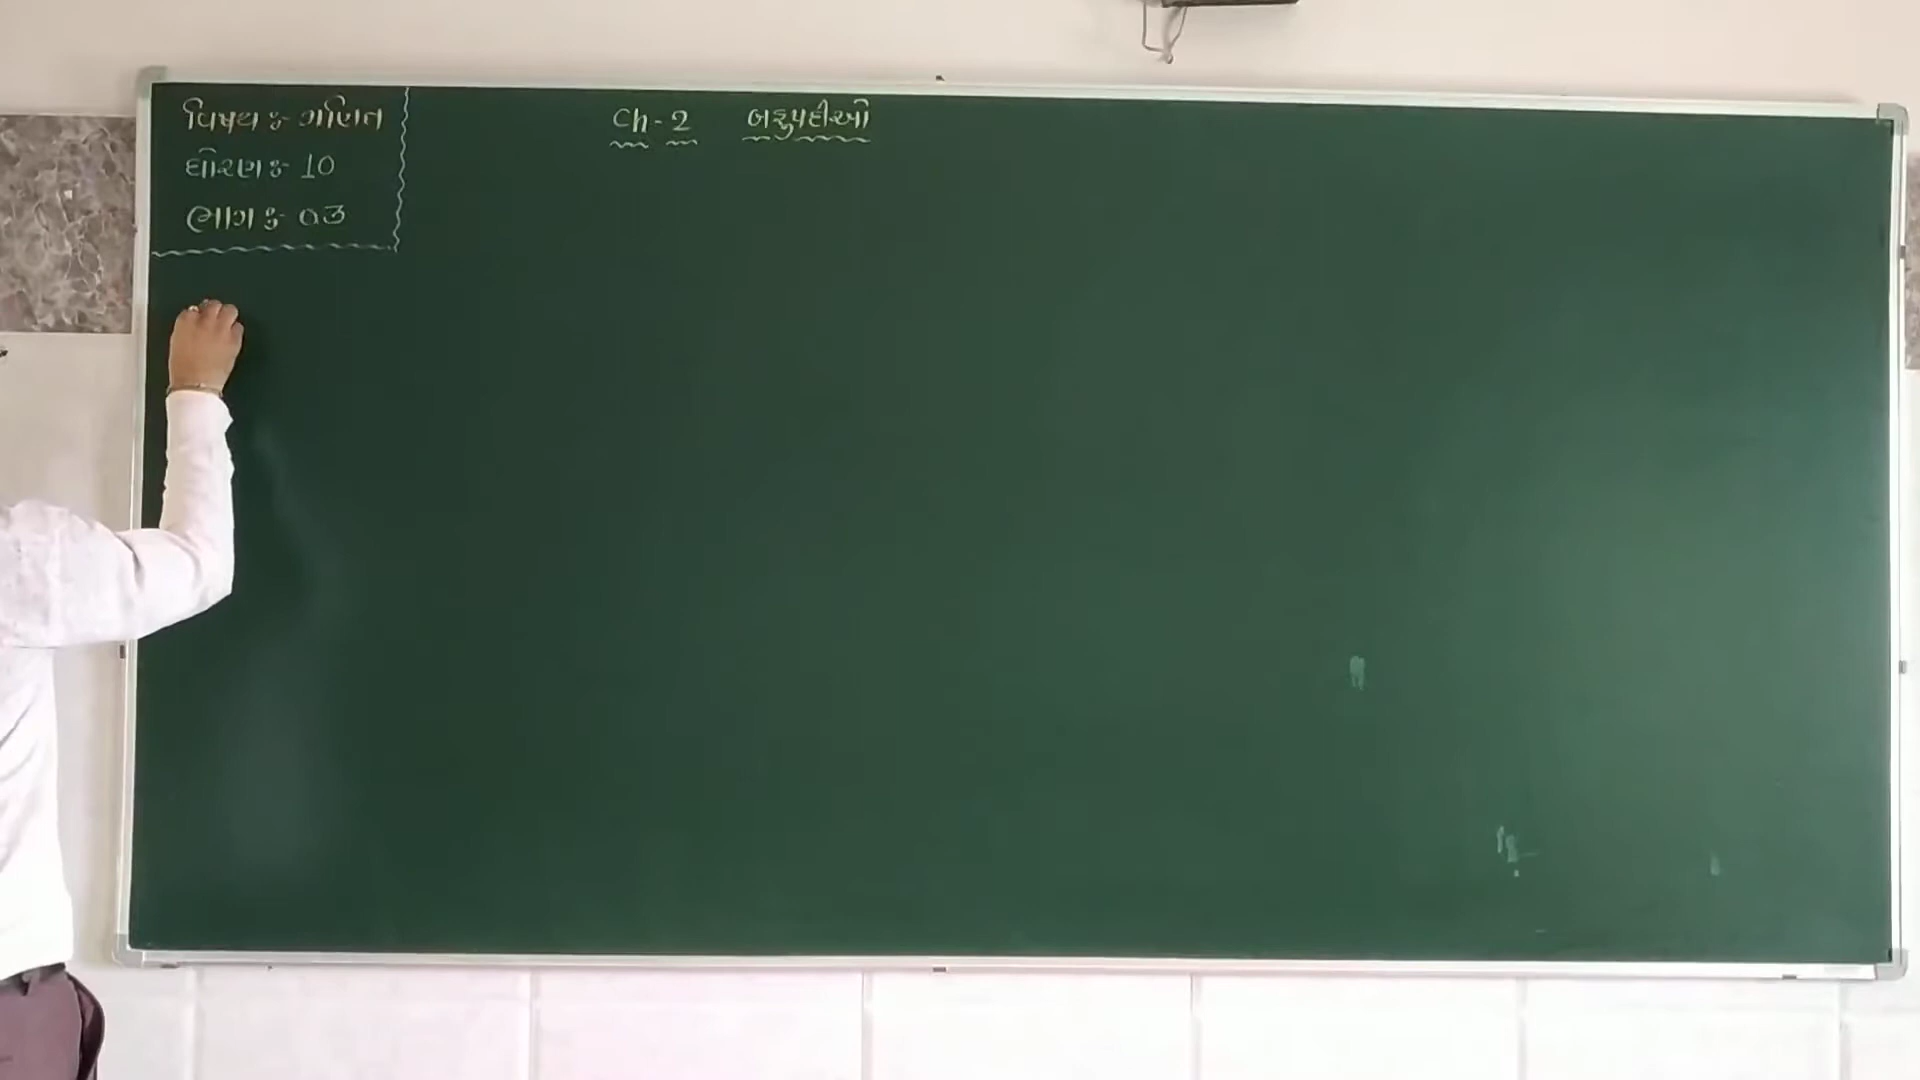 વિષય ઃ- ગણિત
ધોરણ ઃ- 10
ભાગ ઃ- 03
Ch-2 બહુપદીઓ